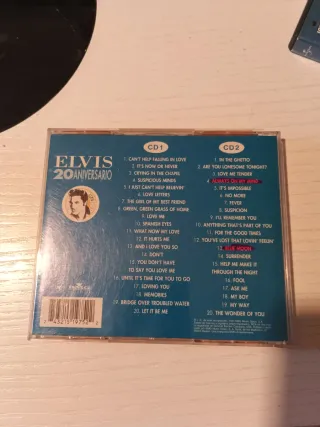 ELVIS
20 ANIVERSARIO
CD 1
1. CAN'T HELP FALLING IN LOVE
2. IT'S NOW OR NEVER
3. CRYING IN THE CHAPEL
4. SUSPICIOUS MINDS
5. I JUST CAN'T HELP BELIEVIN'
6. LOVE LETTERS
7. THE GIRL OF MY BEST FRIEND
8. GREEN, GREEN GRASS OF HOME
9. LOVE ME
10. SPANISH EYES
11. WHAT NOW MY LOVE
12. IT HURTS ME
13. AND I LOVE YOU SO
14. DON'T
15. YOU DON'T HAVE
TO SAY YOU LOVE ME
16. UNTIL IT'S TIME FOR YOU TO GO
17. LOVING YOU
18. MEMORIES
19. BRIDGE OVER TROUBLED WATER
20. LET IT BE ME
CD 2
1. IN THE GHETTO
2. ARE YOU LONESOME TONIGHT?
3. LOVE ME TENDER
4. ALWAYS ON MY MIND
5. IT'S IMPOSSIBLE
6. NO MORE
7. FEVER
8. SUSPICION
9. I'LL REMEMBER YOU
10. ANYTHING THAT'S PART OF YOU
11. FOR THE GOOD TIMES
12. YOU'VE LOST THAT LOVIN' FEELIN'
13. BLUE MOON
14. SURRENDER
15. HELP ME MAKE IT
THROUGH THE NIGHT
16. FOOL
17. ASK ME
18. MY BOY
19. MY WAY
20. THE WONDER OF YOU